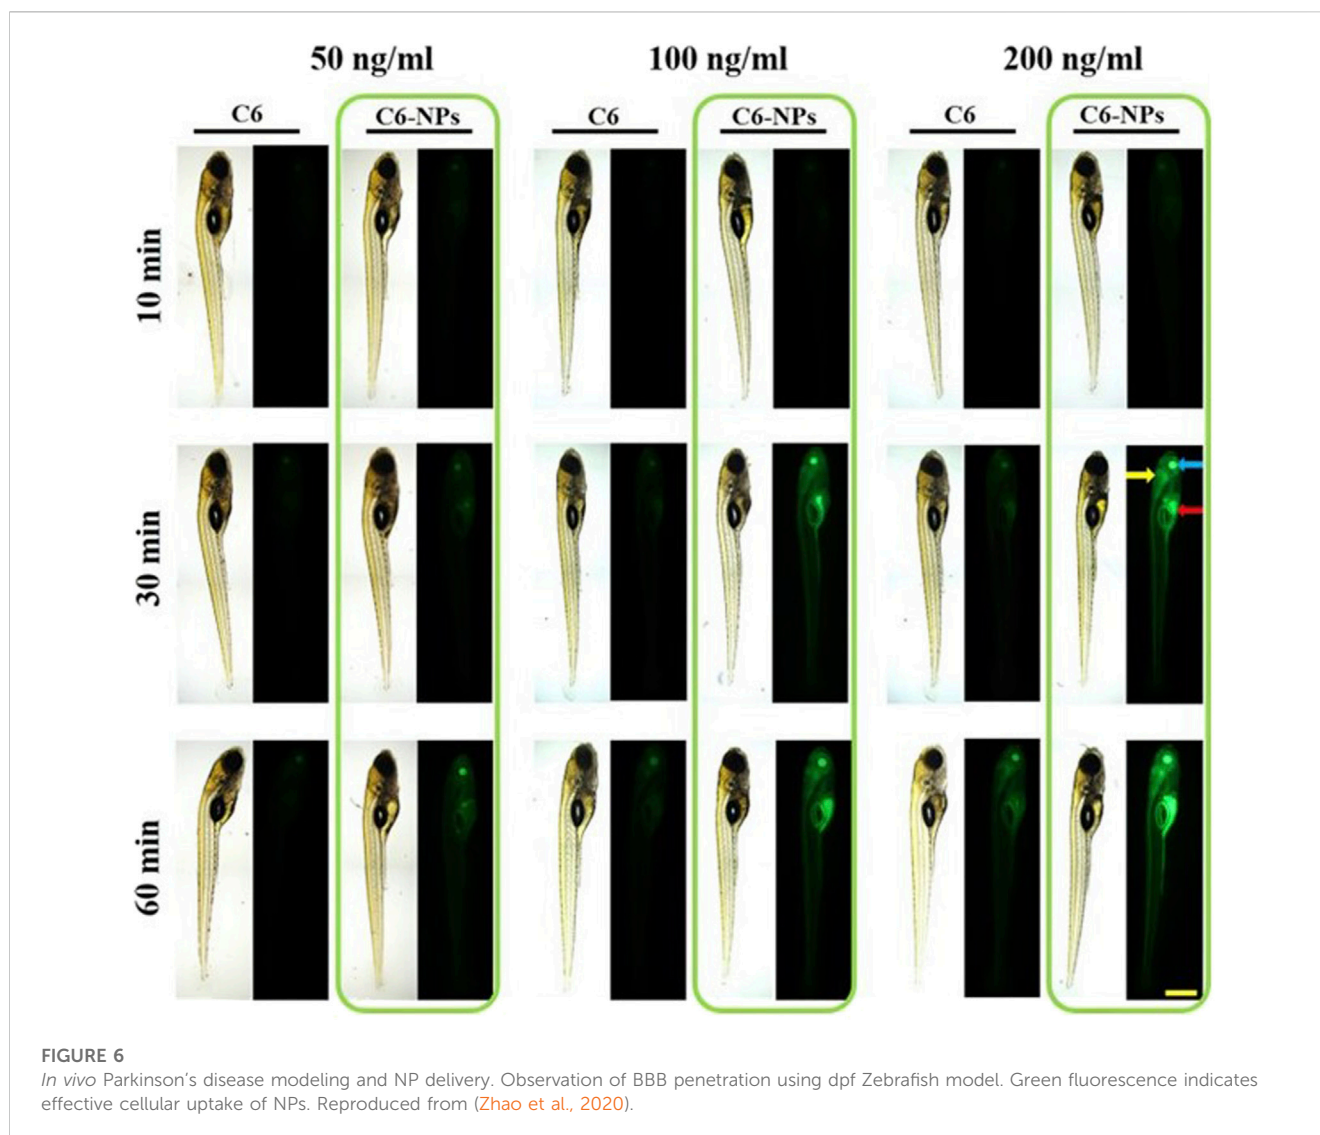 50 ng/ml 100 ng/ml 200 ng/ml
C6 C6-NPs C6 C6-NPs C6 C6-NPs
10 min
30 min
60 min
FIGURE 6
In vivo Parkinson’s disease modeling and NP delivery. Observation of BBB penetration using dpf Zebrafish model. Green fluorescence indicates
effective cellular uptake of NPs. Reproduced from (Zhao et al., 2020).